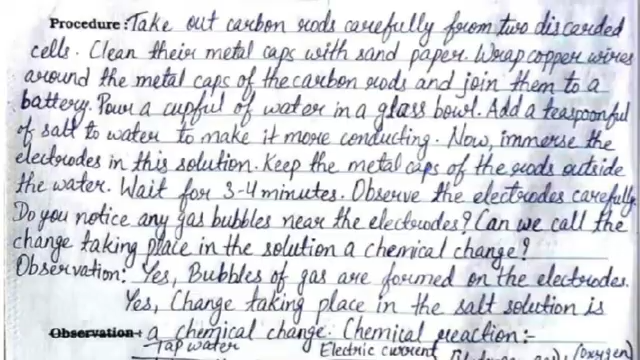 Procedure: Take out carbon rods carefully from two discarded
cells. Clean their metal caps with sand paper. Wrap copper wires
around the metal caps of the carbon rods and join them to a
battery. Pour a cupful of water in a glass bowl. Add a teaspoonful
of salt to water to make it more conducting. Now, immerse the
electrodes in this solution. Keep the metal caps of the rods outside
the water. Wait for 3-4 minutes. Observe the electrodes carefully.
Do you notice any gas bubbles near the electrodes? Can we call the
change taking place in the solution a chemical change?
Observation: Yes, Bubbles of gas are formed on the electrodes.
Yes, Change taking place in the salt solution is
Observation: a chemical change. Chemical reaction:-
Tap water Electric current (Oxygen)